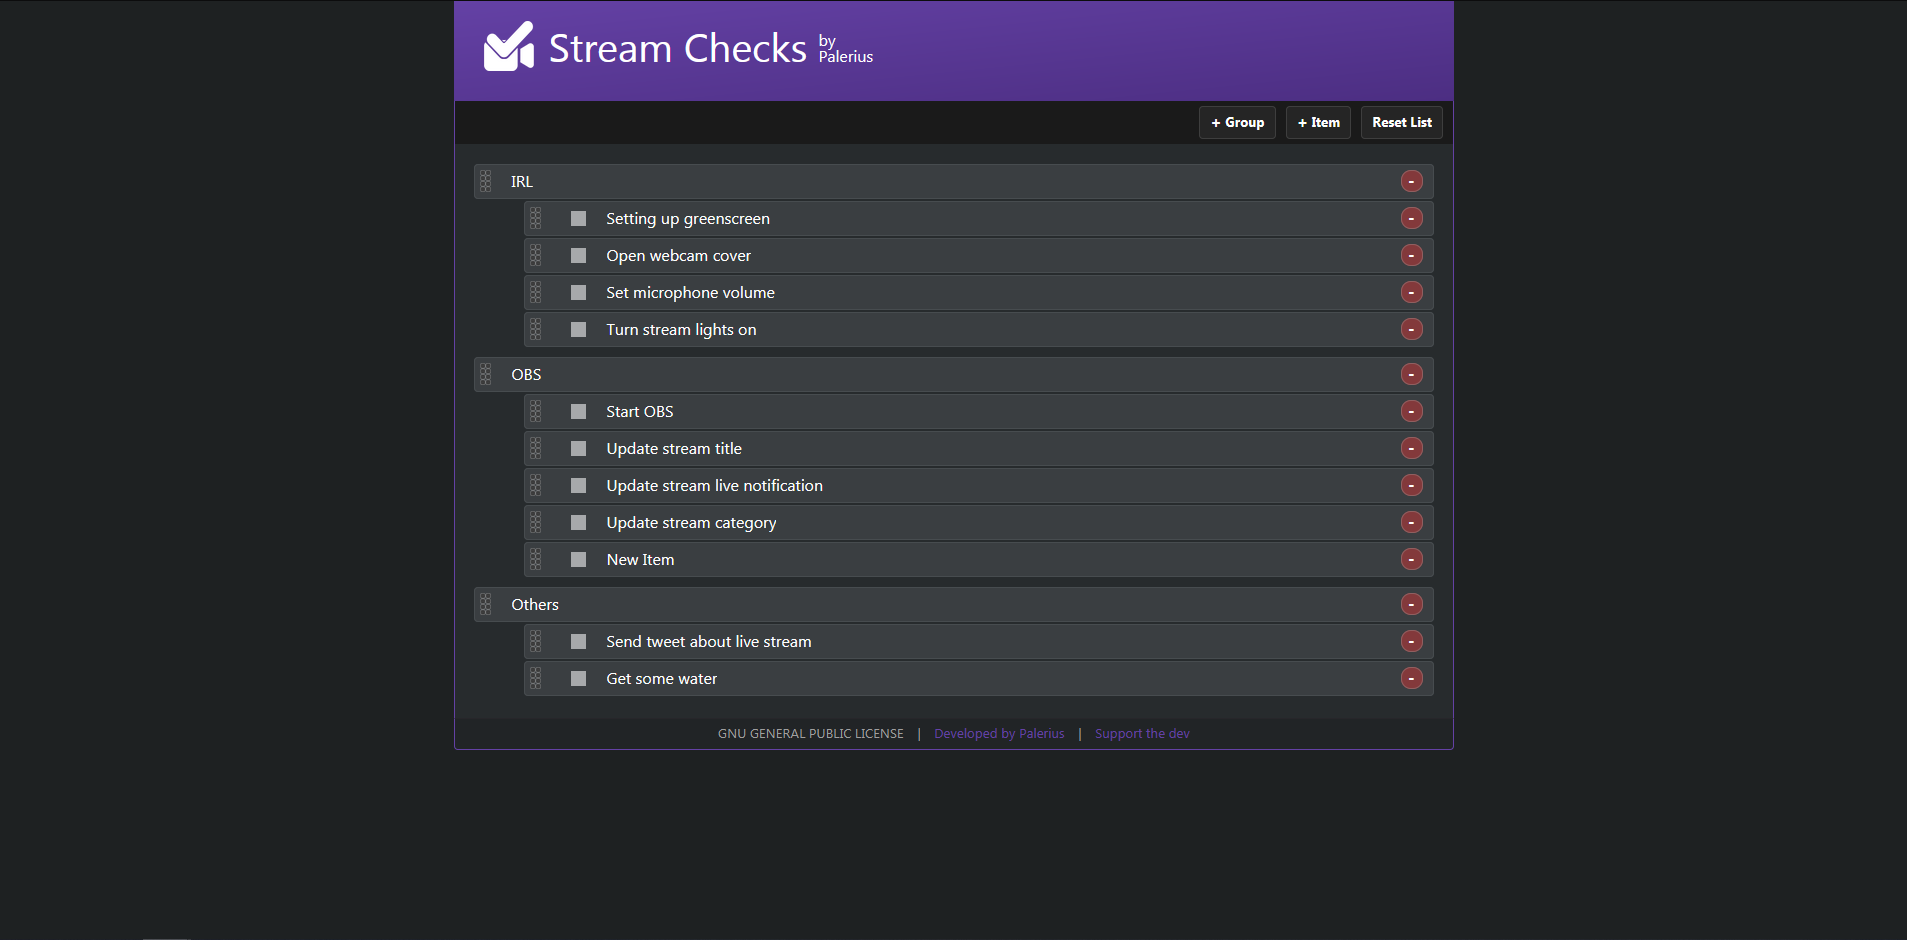 Stream Checks by Palerius
+ Group + Item Reset List
IRL -
Setting up greenscreen -
Open webcam cover -
Set microphone volume -
Turn stream lights on -
OBS -
Start OBS -
Update stream title -
Update stream live notification -
Update stream category -
New Item -
Others -
Send tweet about live stream -
Get some water -
GNU GENERAL PUBLIC LICENSE | Developed by Palerius | Support the dev